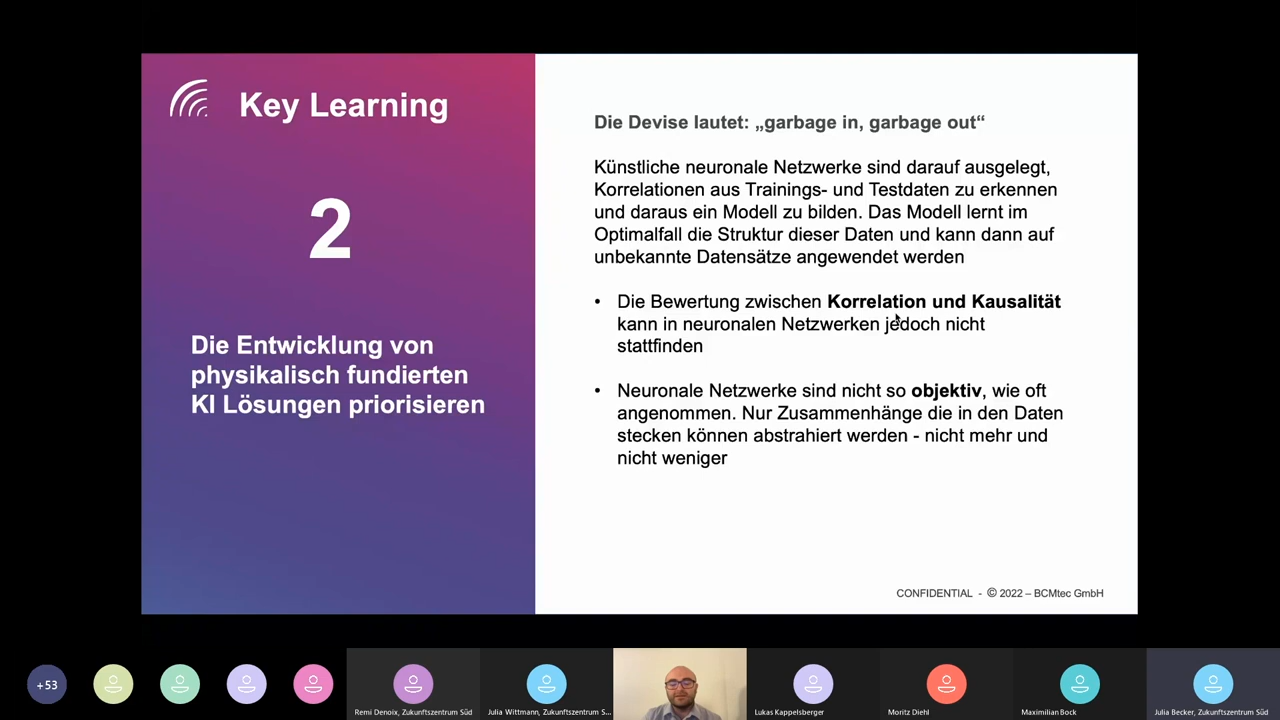 Key Learning
2
Die Entwicklung von
physikalisch fundierten
KI Lösungen priorisieren
Die Devise lautet: „garbage in, garbage out“
Künstliche neuronale Netzwerke sind darauf ausgelegt,
Korrelationen aus Trainings- und Testdaten zu erkennen
und daraus ein Modell zu bilden. Das Modell lernt im
Optimalfall die Struktur dieser Daten und kann dann auf
unbekannte Datensätze angewendet werden
• Die Bewertung zwischen Korrelation und Kausalität
kann in neuronalen Netzwerken jedoch nicht
stattfinden
• Neuronale Netzwerke sind nicht so objektiv, wie oft
angenommen. Nur Zusammenhänge die in den Daten
stecken können abstrahiert werden - nicht mehr und
nicht weniger
CONFIDENTIAL - © 2022 – BCMtec GmbH
+53
Remi Denoix, Zukunftszentrum Süd
Julia Wittmann, Zukunftszentrum S...
Lukas Kappelsberger
Moritz Diehl
Maximilian Bock
Julia Becker, Zukunftszentrum Süd